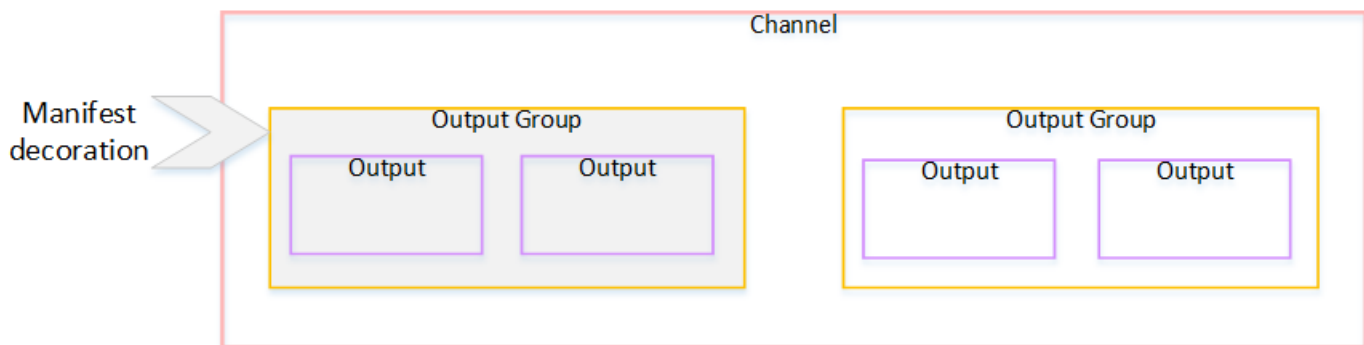 Channel
Manifest
decoration
Output Group
Output Group
Output
Output
Output
Output